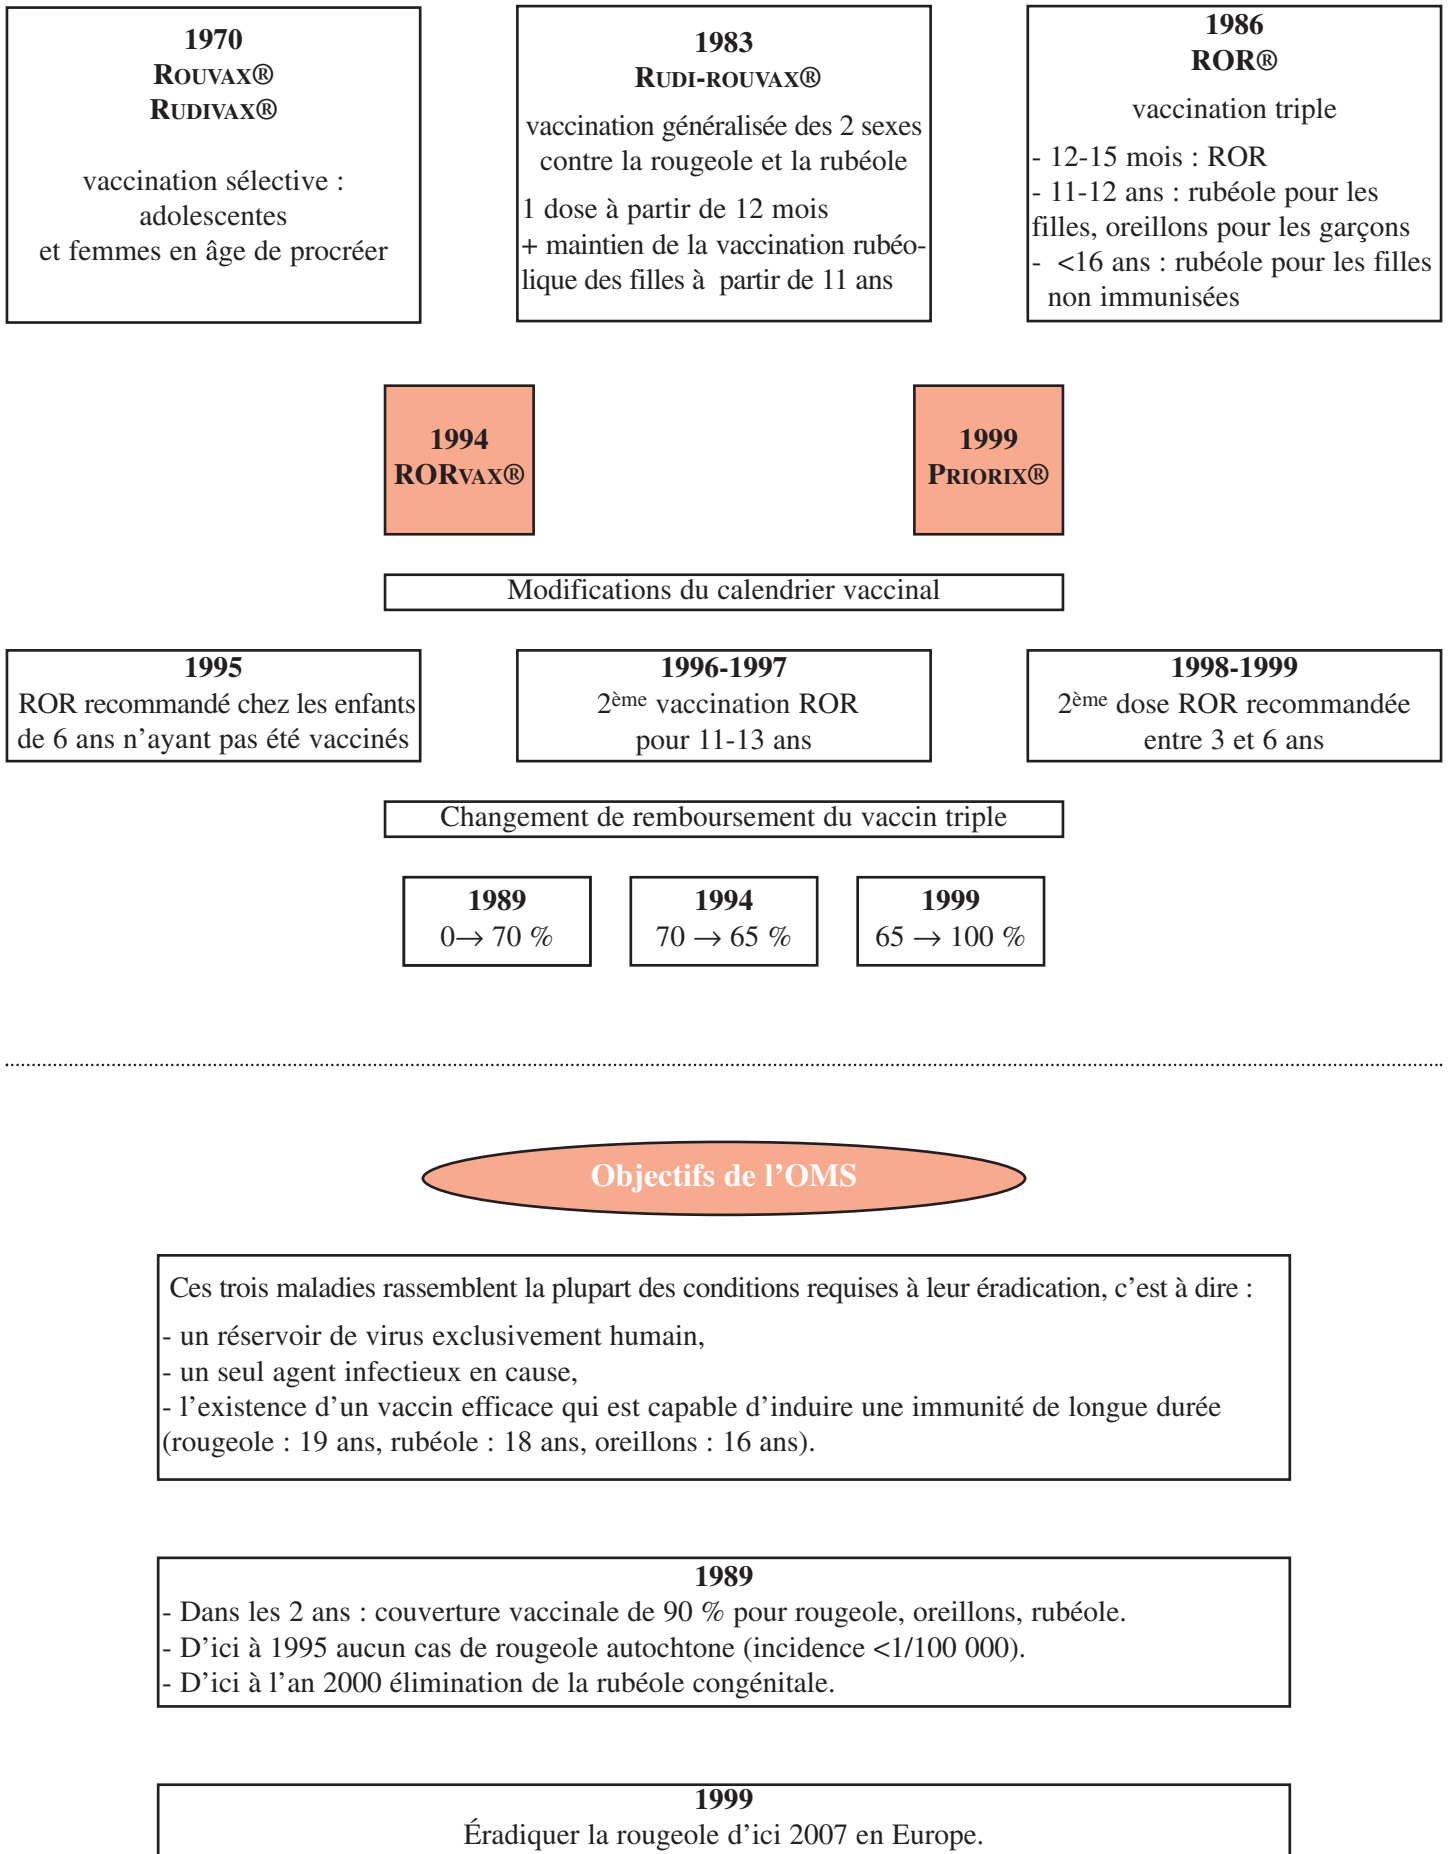 1970
ROUVAX®
RUDIVAX®
vaccination sélective :
adolescentes
et femmes en âge de procréer
1983
RUDI-ROUVAX®
vaccination généralisée des 2 sexes
contre la rougeole et la rubéole
1 dose à partir de 12 mois
+ maintien de la vaccination rubéo-
lique des filles à partir de 11 ans
1986
ROR®
vaccination triple
- 12-15 mois : ROR
- 11-12 ans : rubéole pour les
filles, oreillons pour les garçons
- <16 ans : rubéole pour les filles
non immunisées
1994
RORVAX®
1999
PRIORIX®
Modifications du calendrier vaccinal
1995
ROR recommandé chez les enfants
de 6 ans n’ayant pas été vaccinés
1996-1997
2ème vaccination ROR
pour 11-13 ans
1998-1999
2ème dose ROR recommandée
entre 3 et 6 ans
Changement de remboursement du vaccin triple
1989
0→ 70 %
1994
70 → 65 %
1999
65 → 100 %
Objectifs de l’OMS
Ces trois maladies rassemblent la plupart des conditions requises à leur éradication, c’est à dire :
- un réservoir de virus exclusivement humain,
- un seul agent infectieux en cause,
- l’existence d’un vaccin efficace qui est capable d’induire une immunité de longue durée
(rougeole : 19 ans, rubéole : 18 ans, oreillons : 16 ans).
1989
- Dans les 2 ans : couverture vaccinale de 90 % pour rougeole, oreillons, rubéole.
- D’ici à 1995 aucun cas de rougeole autochtone (incidence <1/100 000).
- D’ici à l’an 2000 élimination de la rubéole congénitale.
1999
Éradiquer la rougeole d’ici 2007 en Europe.